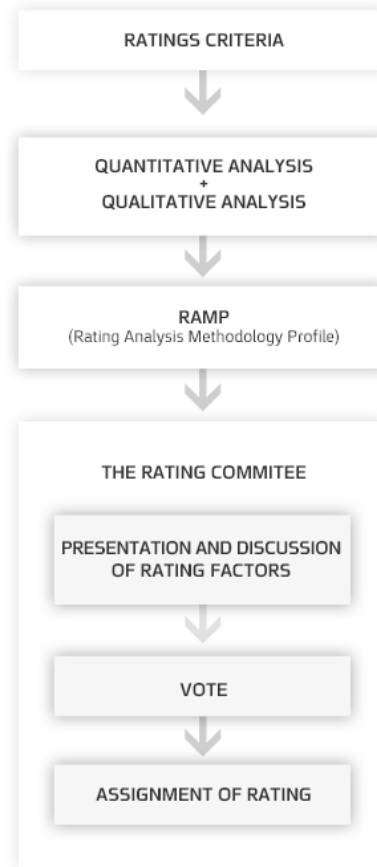 RATINGS CRITERIA
QUANTITATIVE ANALYSIS
+
QUALITATIVE ANALYSIS
RAMP
(Rating Analysis Methodology Profile)
THE RATING COMMITEE
PRESENTATION AND DISCUSSION
OF RATING FACTORS
VOTE
ASSIGNMENT OF RATING